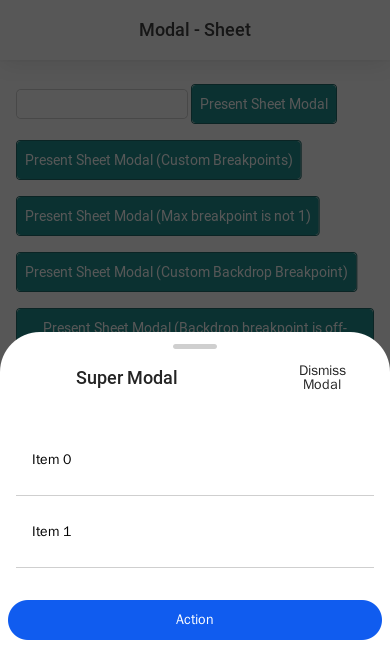 Modal - Sheet
Present Sheet Modal
Present Sheet Modal (Custom Breakpoints)
Present Sheet Modal (Max breakpoint is not 1)
Present Sheet Modal (Custom Backdrop Breakpoint)
Present Sheet Modal (Backdrop breakpoint is off-
Super Modal
Dismiss
Modal
Item 0
Item 1
Action